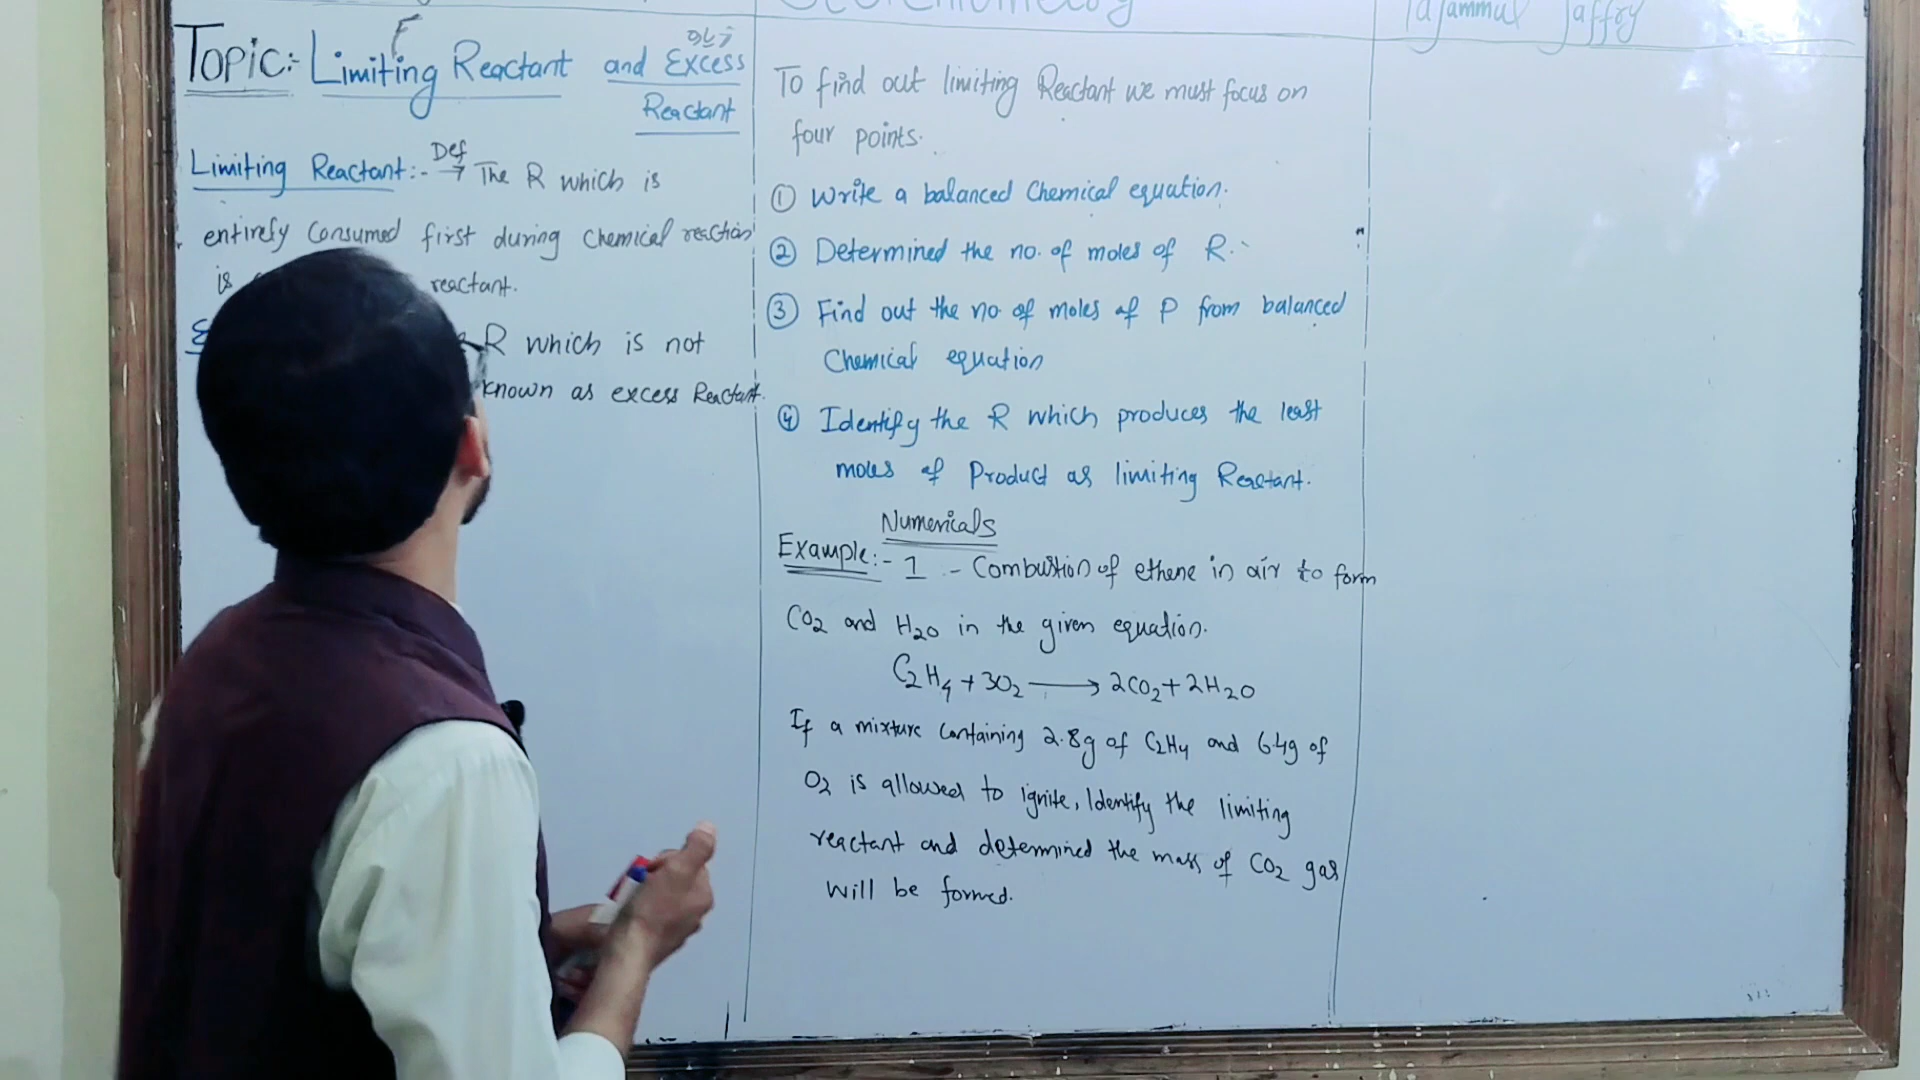 Tajammul Jaffry
Topic:- Limiting Reactant and Excess
Reactant
Limiting Reactant:- Def → The R which is
entirely consumed first during chemical reaction
is reactant.
R which is not
known as excess Reactant.
To find out limiting Reactant we must focus on
four points.
① Write a balanced Chemical equation.
② Determined the no. of moles of R.
③ Find out the no. of moles of P from balanced
Chemical equation
④ Identify the R which produces the least
moles of Product as limiting Reactant.
Numericals
Example:- 1 - Combustion of ethene in air to form
CO2 and H2O in the given equation.
C2H4 + 3O2 → 2CO2 + 2H2O
If a mixture containing 2.8g of C2H4 and 6.4g of
O2 is allowed to ignite, Identify the limiting
reactant and determined the mass of CO2 gas
will be formed.